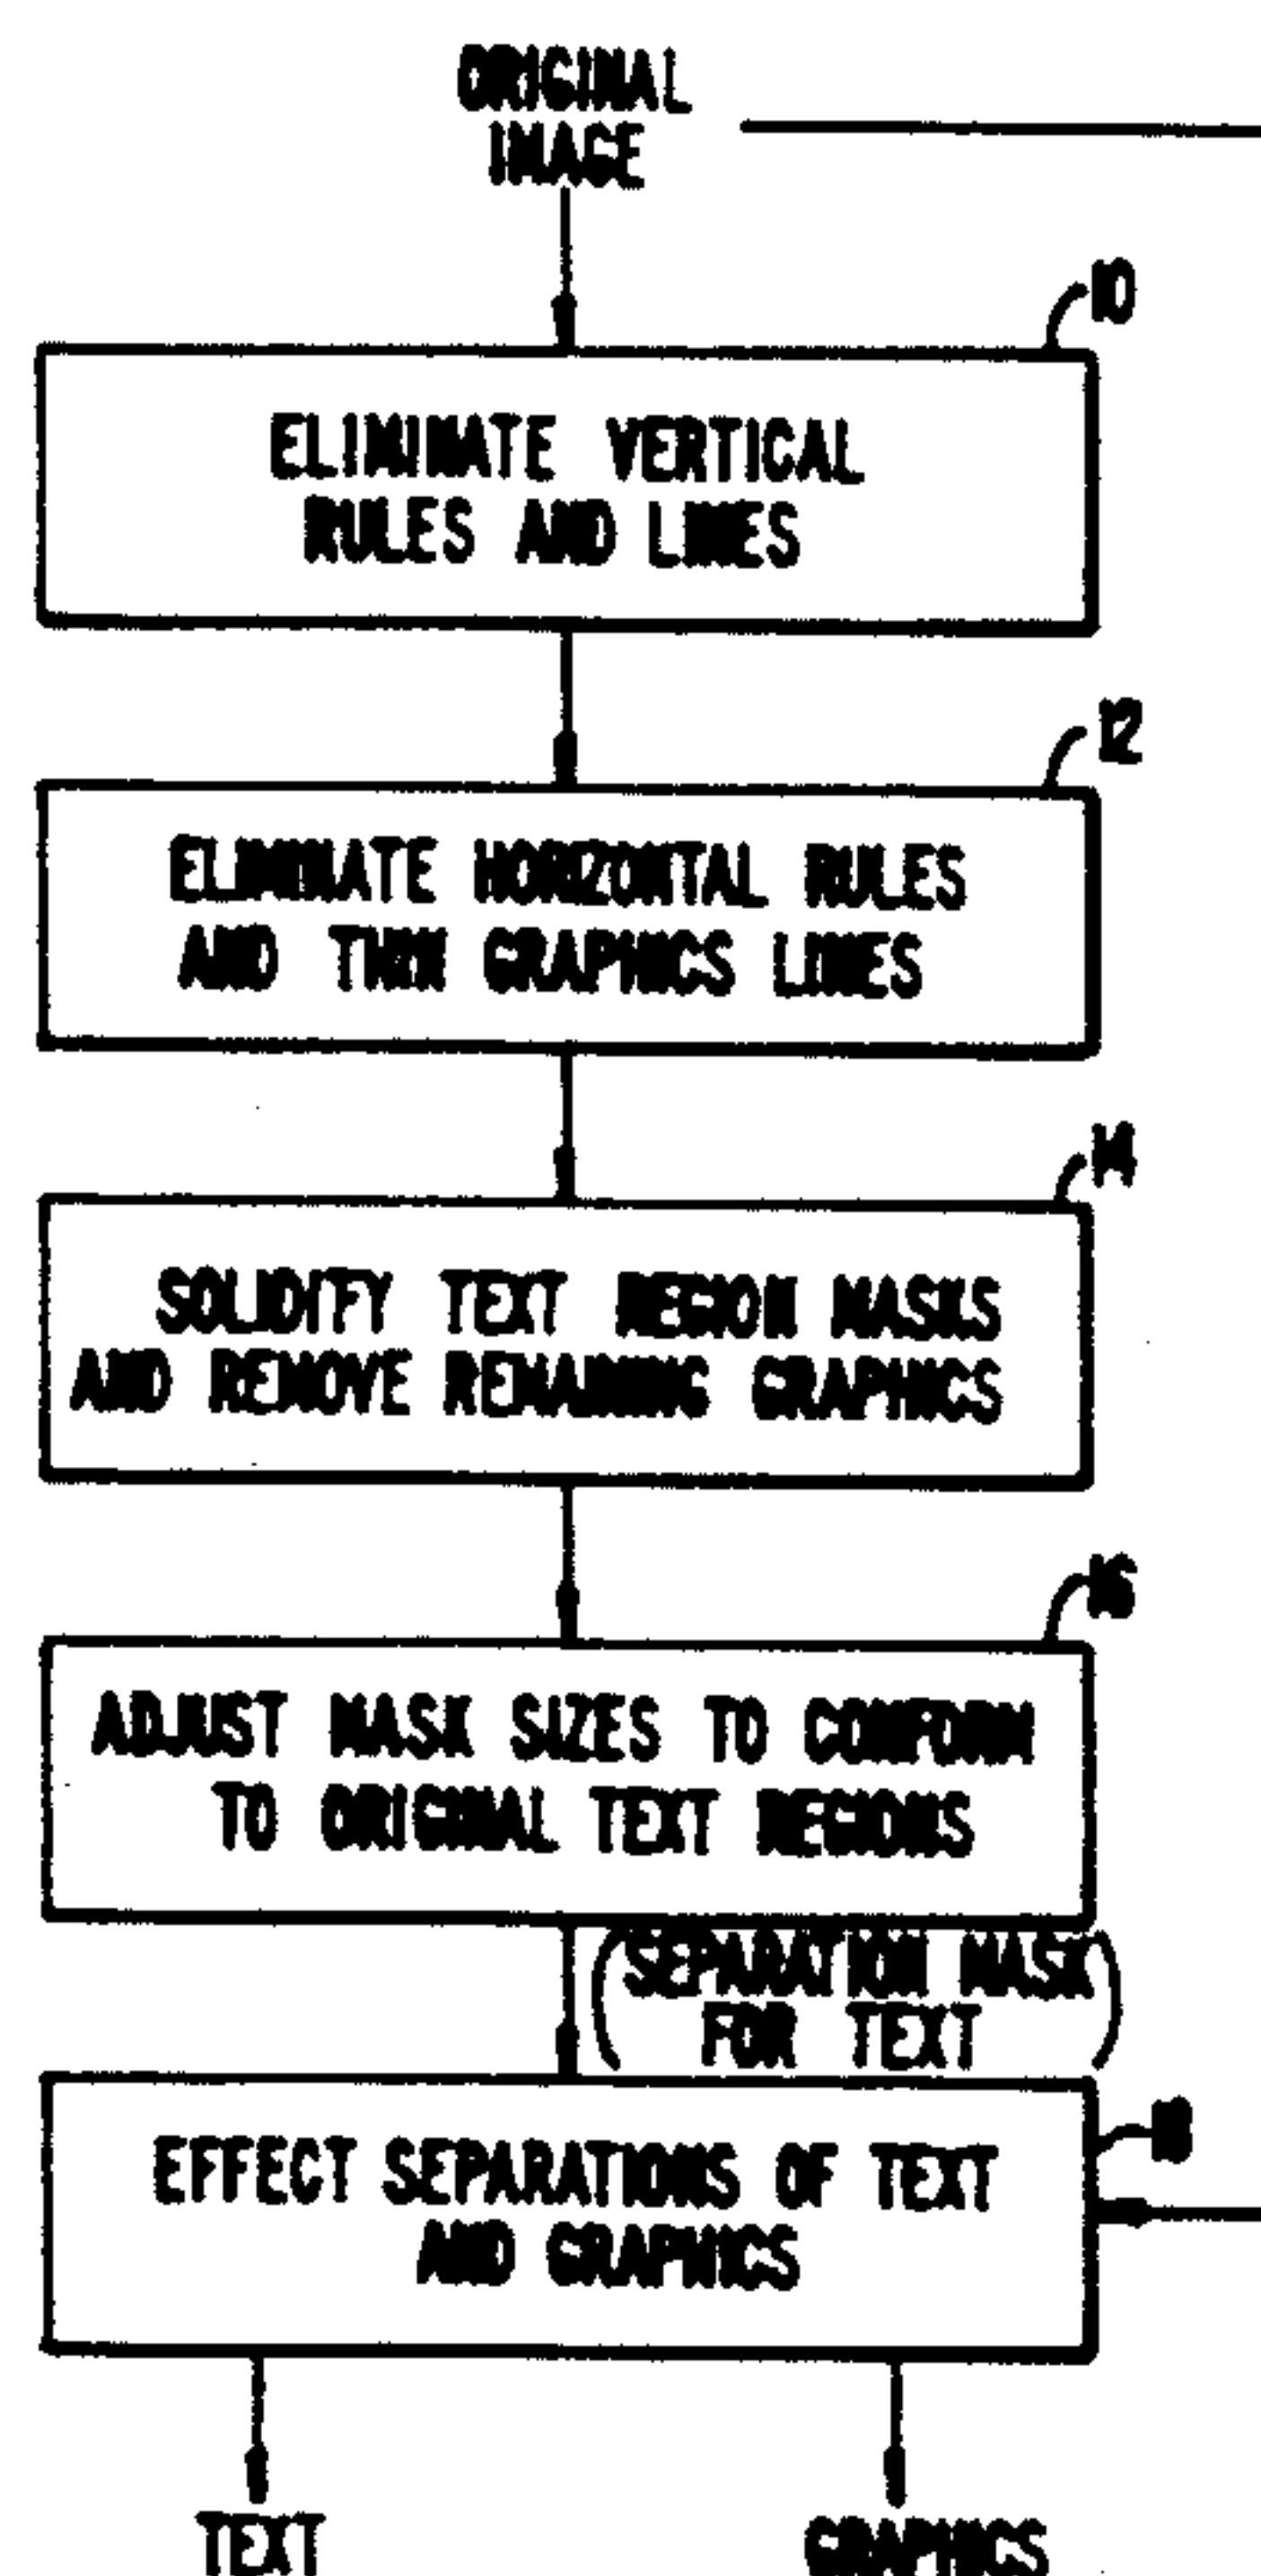 ORIGINAL
IMAGE
10
ELIMINATE VERTICAL
RULES AND LINES
12
ELIMINATE HORIZONTAL RULES
AND THIN GRAPHICS LINES
14
SOLIDIFY TEXT REGION MASKS
AND REMOVE REMAINING GRAPHICS
16
ADJUST MASK SIZES TO CONFORM
TO ORIGINAL TEXT REGIONS
(SEPARATION MASK
FOR TEXT)
18
EFFECT SEPARATIONS OF TEXT
AND GRAPHICS
TEXT
GRAPHICS